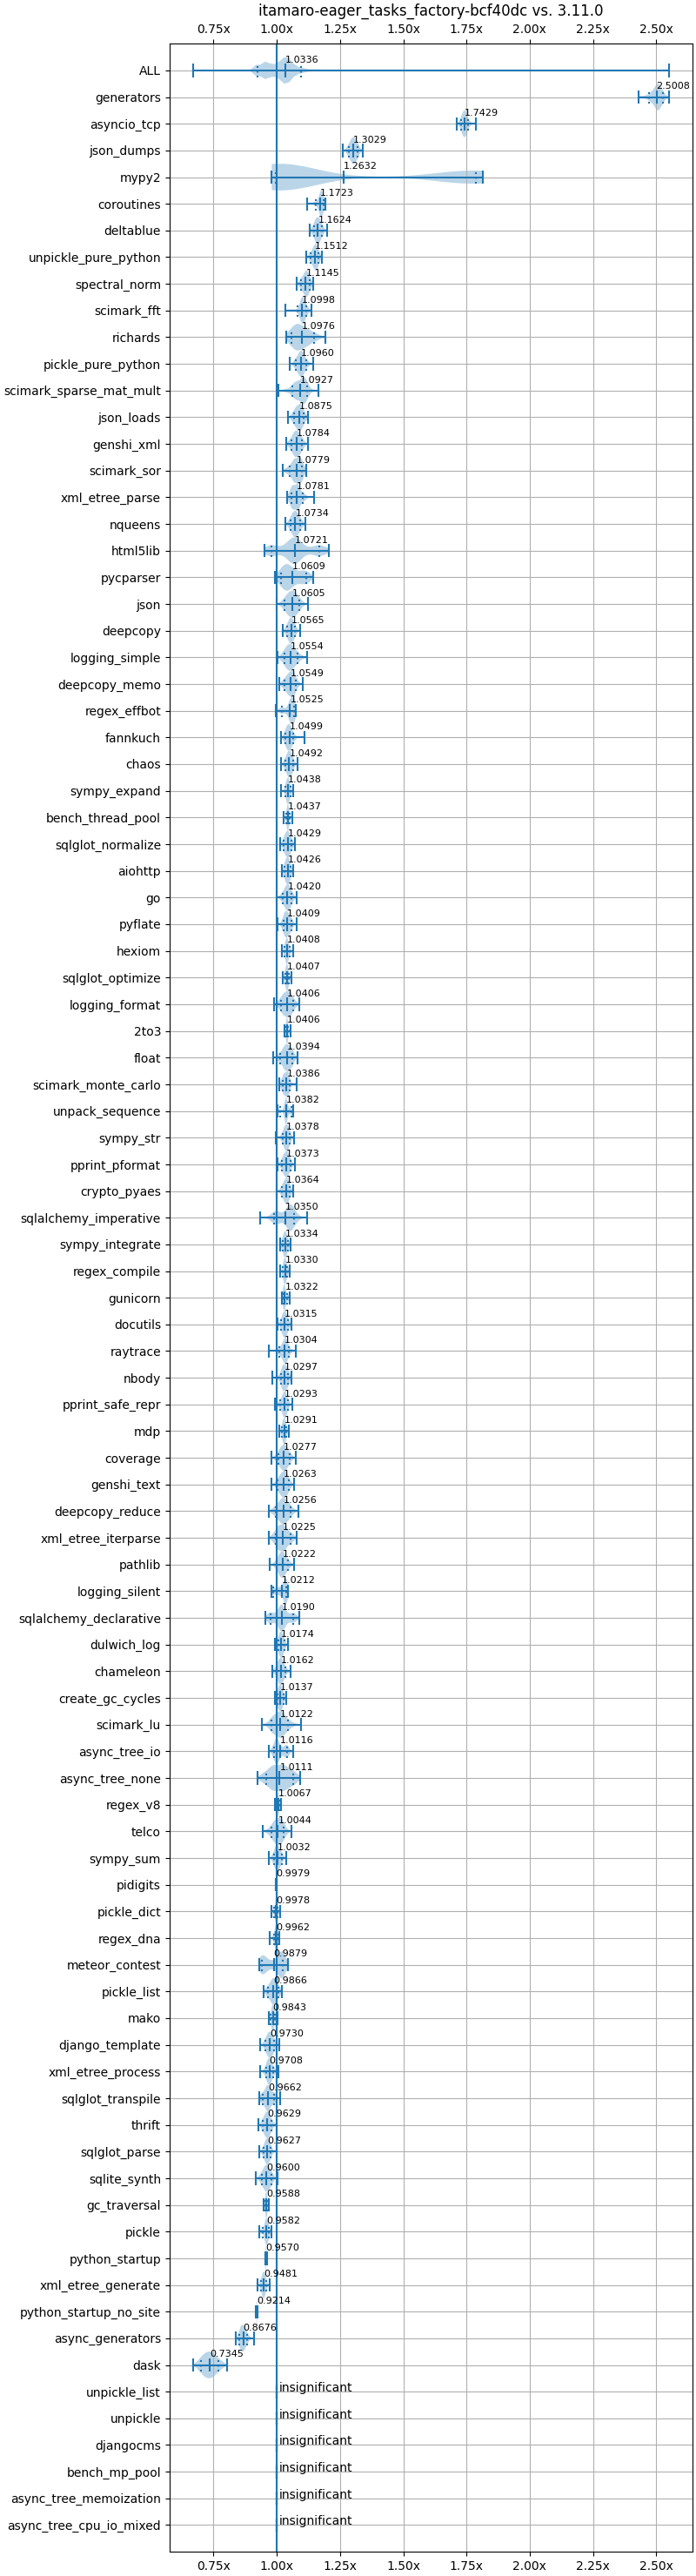 itamaro-eager_tasks_factory-bcf40dc vs. 3.11.0
0.75x 1.00x 1.25x 1.50x 1.75x 2.00x 2.25x 2.50x
ALL 1.0336
generators 2.5008
asyncio_tcp 1.7429
json_dumps 1.3029
mypy2 1.2632
coroutines 1.1723
deltablue 1.1624
unpickle_pure_python 1.1512
spectral_norm 1.1145
scimark_fft 1.0998
richards 1.0976
pickle_pure_python 1.0960
scimark_sparse_mat_mult 1.0927
json_loads 1.0875
genshi_xml 1.0784
scimark_sor 1.0779
xml_etree_parse 1.0781
nqueens 1.0734
html5lib 1.0721
pycparser 1.0609
json 1.0605
deepcopy 1.0565
logging_simple 1.0554
deepcopy_memo 1.0549
regex_effbot 1.0525
fannkuch 1.0499
chaos 1.0492
sympy_expand 1.0438
bench_thread_pool 1.0437
sqlglot_normalize 1.0429
aiohttp 1.0426
go 1.0420
pyflate 1.0409
hexiom 1.0408
sqlglot_optimize 1.0407
logging_format 1.0406
2to3 1.0406
float 1.0394
scimark_monte_carlo 1.0386
unpack_sequence 1.0382
sympy_str 1.0378
pprint_pformat 1.0373
crypto_pyaes 1.0364
sqlalchemy_imperative 1.0350
sympy_integrate 1.0334
regex_compile 1.0330
gunicorn 1.0322
docutils 1.0315
raytrace 1.0304
nbody 1.0297
pprint_safe_repr 1.0293
mdp 1.0291
coverage 1.0277
genshi_text 1.0263
deepcopy_reduce 1.0256
xml_etree_iterparse 1.0225
pathlib 1.0222
logging_silent 1.0212
sqlalchemy_declarative 1.0190
dulwich_log 1.0174
chameleon 1.0162
create_gc_cycles 1.0137
scimark_lu 1.0122
async_tree_io 1.0116
async_tree_none 1.0111
regex_v8 1.0067
telco 1.0044
sympy_sum 1.0032
pidigits 0.9979
pickle_dict 0.9978
regex_dna 0.9962
meteor_contest 0.9879
pickle_list 0.9866
mako 0.9843
django_template 0.9730
xml_etree_process 0.9708
sqlglot_transpile 0.9662
thrift 0.9629
sqlglot_parse 0.9627
sqlite_synth 0.9600
gc_traversal 0.9588
pickle 0.9582
python_startup 0.9570
xml_etree_generate 0.9481
python_startup_no_site 0.9214
async_generators 0.8676
dask 0.7345
unpickle_list insignificant
unpickle insignificant
djangocms insignificant
bench_mp_pool insignificant
async_tree_memoization insignificant
async_tree_cpu_io_mixed insignificant
0.75x 1.00x 1.25x 1.50x 1.75x 2.00x 2.25x 2.50x